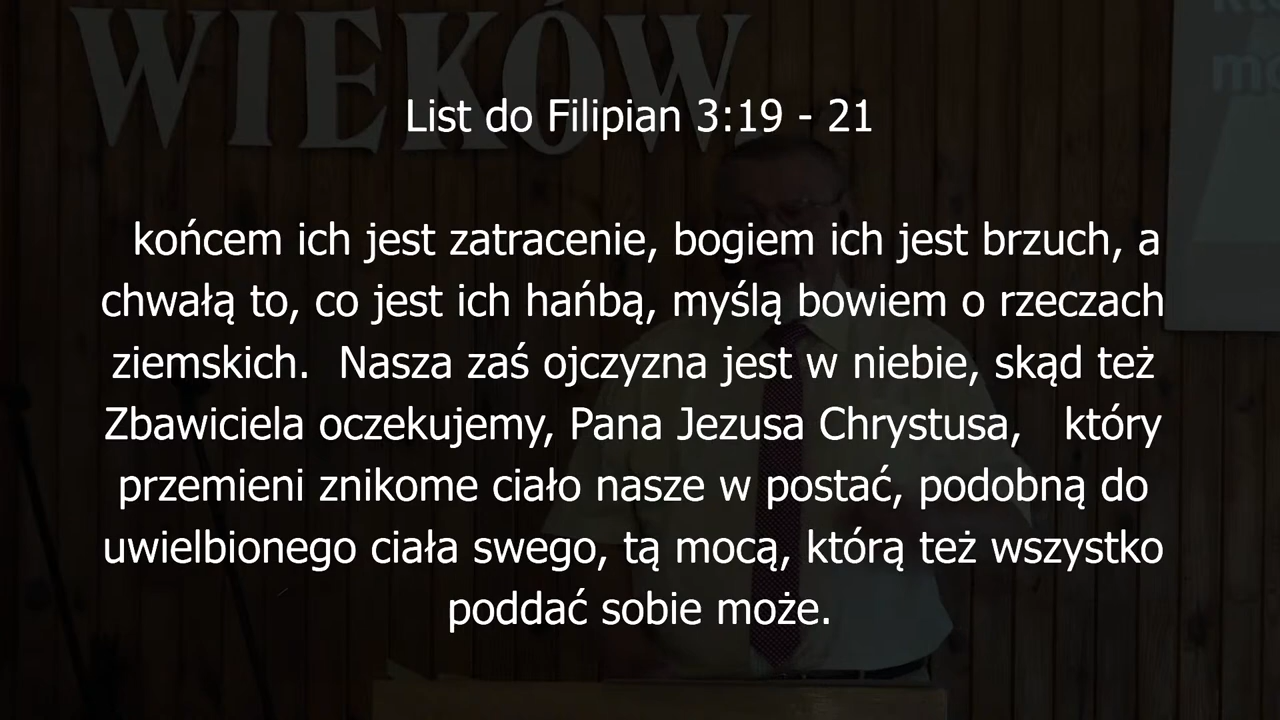 WIEKÓW
List do Filipian 3:19 - 21
końcem ich jest zatracenie, bogiem ich jest brzuch, a
chwałą to, co jest ich hańbą, myślą bowiem o rzeczach
ziemskich. Nasza zaś ojczyzna jest w niebie, skąd też
Zbawiciela oczekujemy, Pana Jezusa Chrystusa, który
przemieni znikome ciało nasze w postać, podobną do
uwielbionego ciała swego, tą mocą, którą też wszystko
poddać sobie może.